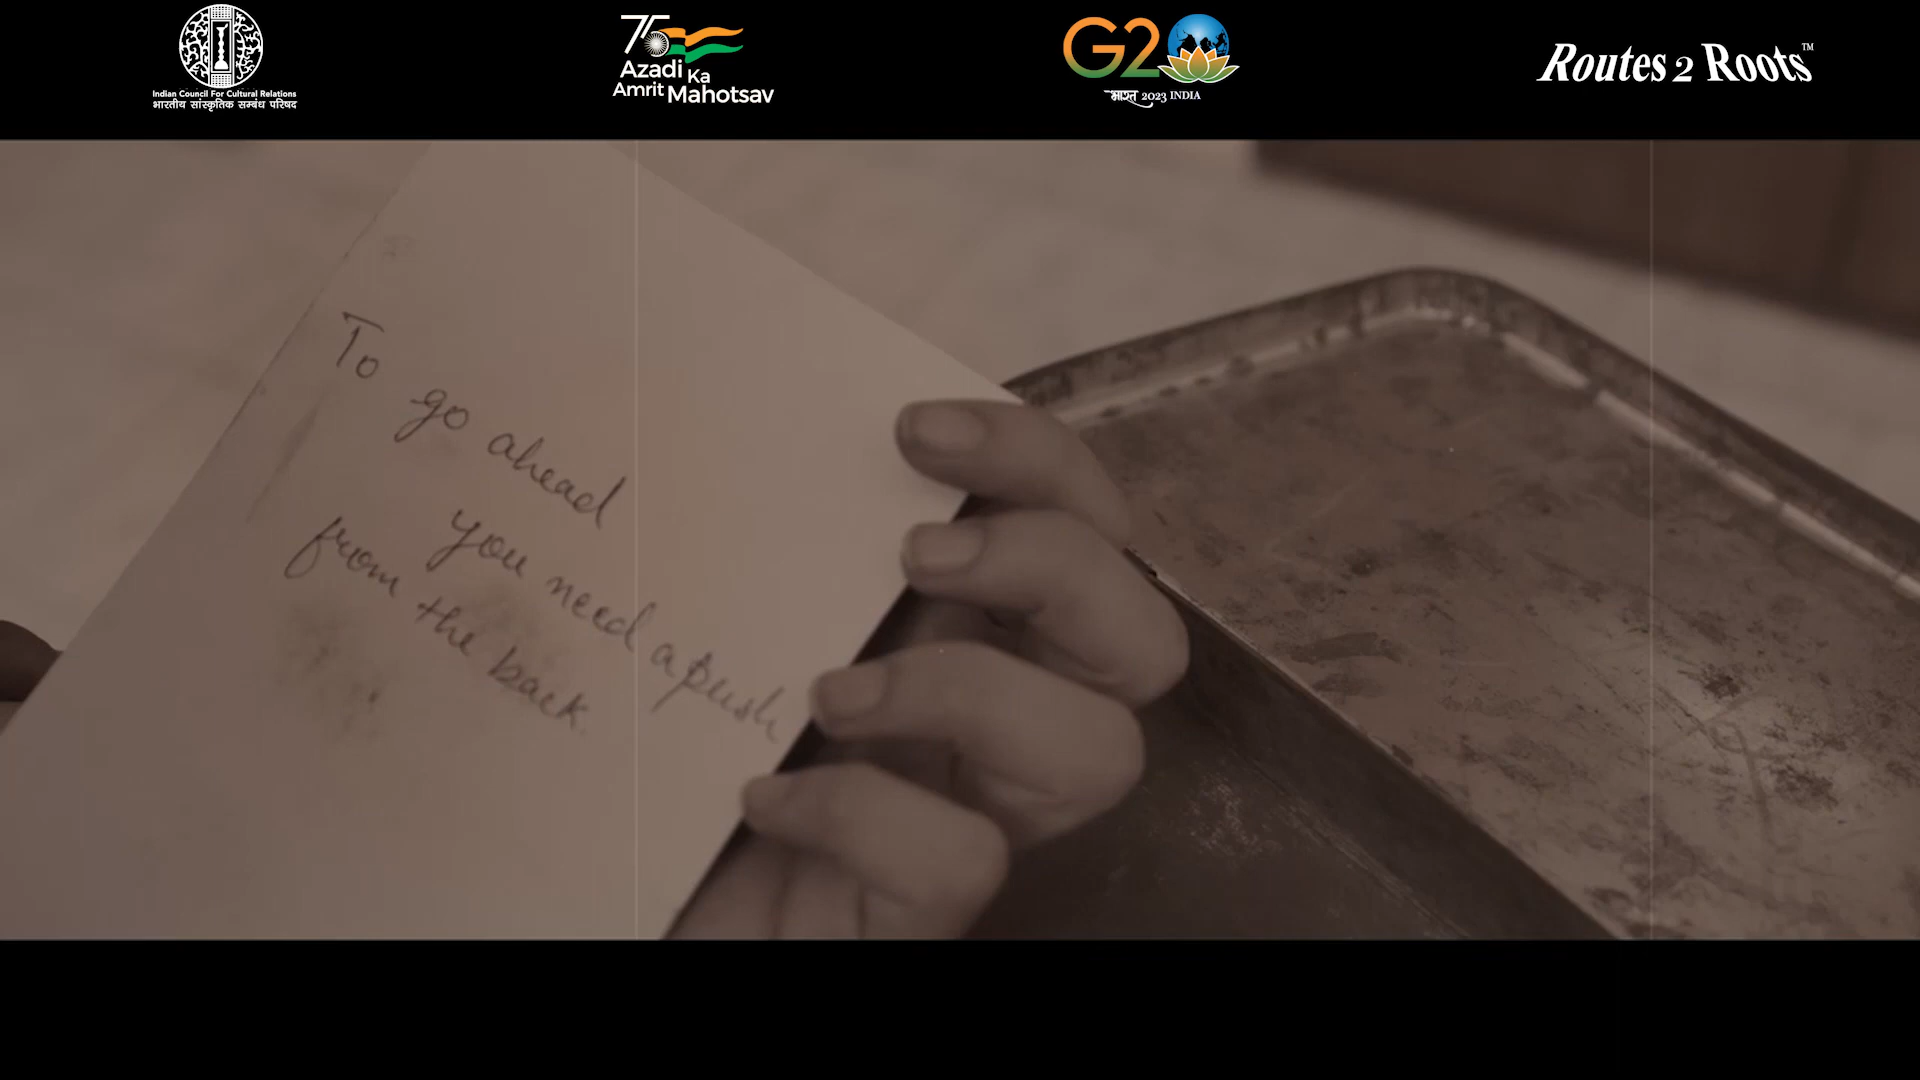 Indian Council For Cultural Relations
भारतीय सांस्कृतिक सम्बंध परिषद
75
Azadi Ka
Amrit Mahotsav
G20
भारत 2023 INDIA
Routes 2 Roots™
To go ahead
you need a push
from the back.